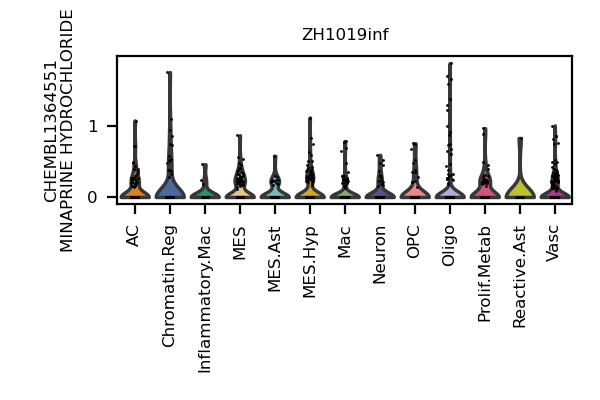 ZH1019inf
CHEMBL1364551
MINAPRINE HYDROCHLORIDE
1
0
AC
Chromatin.Reg
Inflammatory.Mac
MES
MES.Ast
MES.Hyp
Mac
Neuron
OPC
Oligo
Prolif.Metab
Reactive.Ast
Vasc